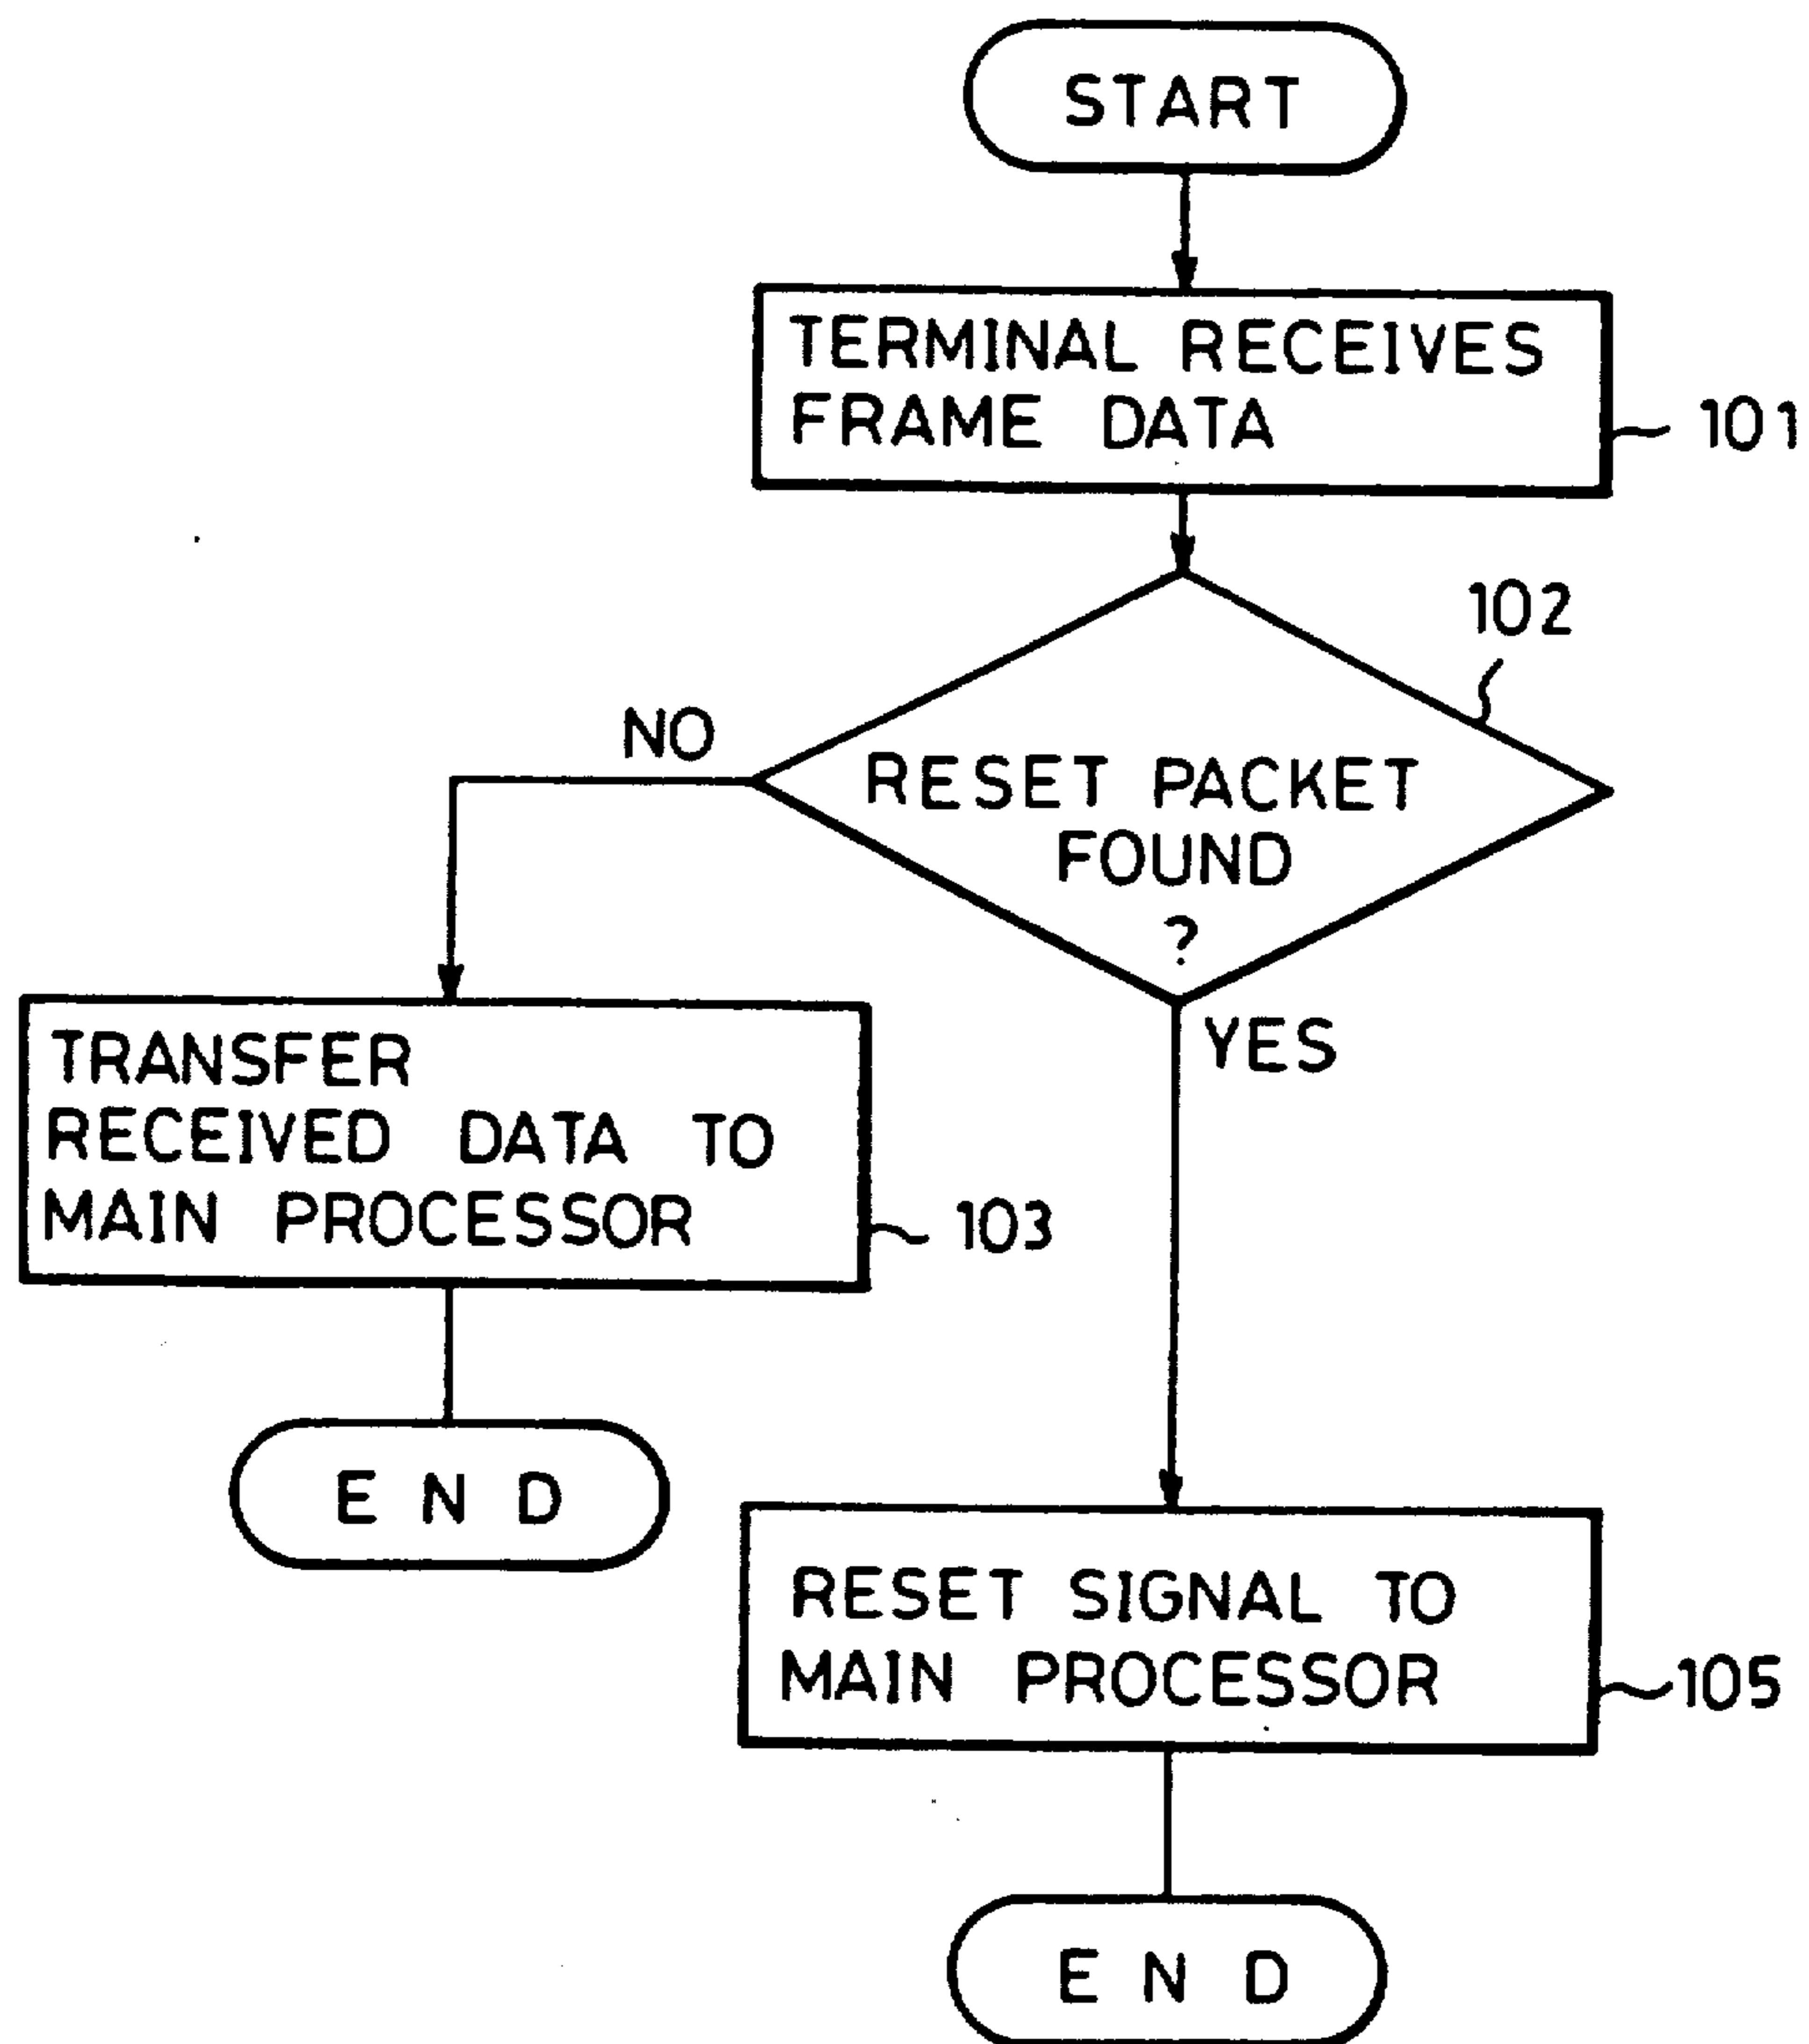 START
TERMINAL RECEIVES
FRAME DATA
101
102
NO
RESET PACKET
FOUND
?
YES
TRANSFER
RECEIVED DATA TO
MAIN PROCESSOR
103
END
RESET SIGNAL TO
MAIN PROCESSOR
105
END